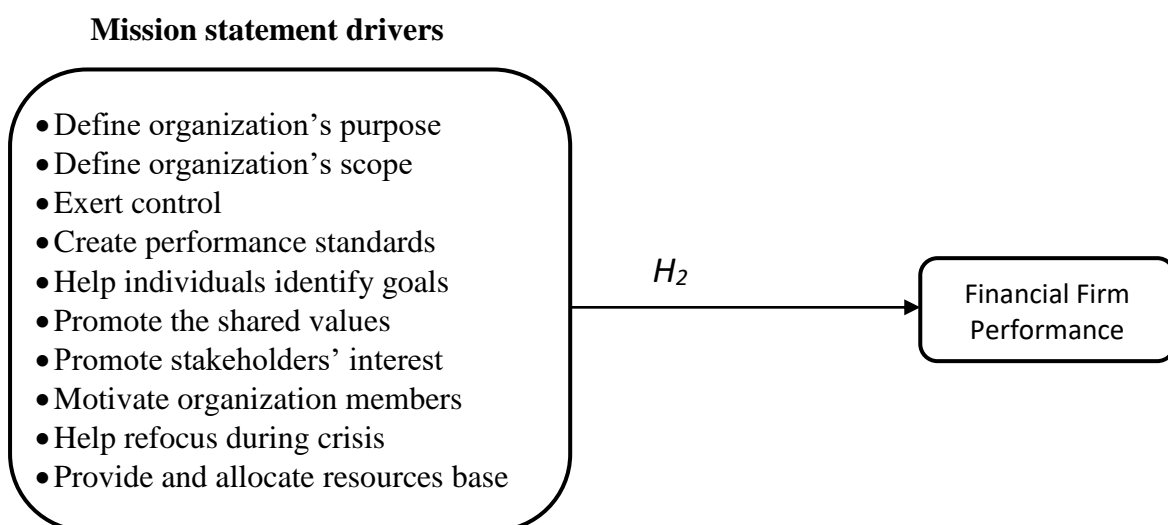 Mission statement drivers
•Define organization’s purpose
•Define organization’s scope
•Exert control
•Create performance standards
•Help individuals identify goals
•Promote the shared values
•Promote stakeholders’ interest
•Motivate organization members
•Help refocus during crisis
•Provide and allocate resources base
H2
Financial Firm
Performance